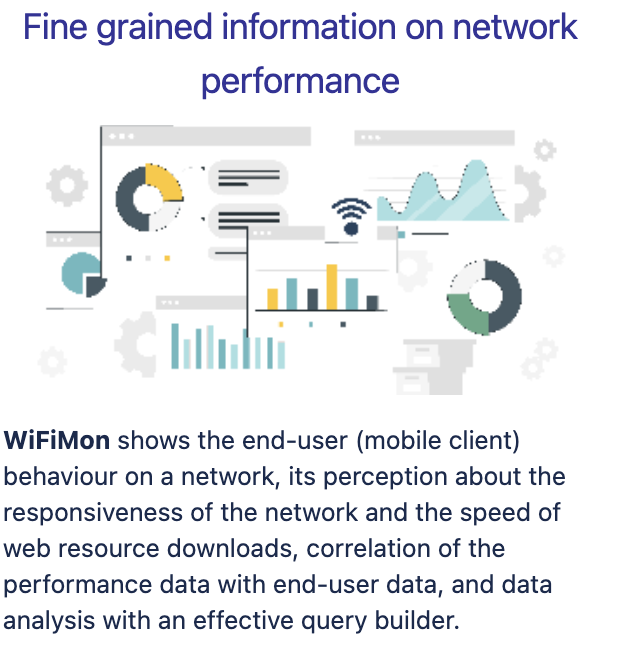 Fine grained information on network
performance
WiFiMon shows the end-user (mobile client)
behaviour on a network, its perception about the
responsiveness of the network and the speed of
web resource downloads, correlation of the
performance data with end-user data, and data
analysis with an effective query builder.